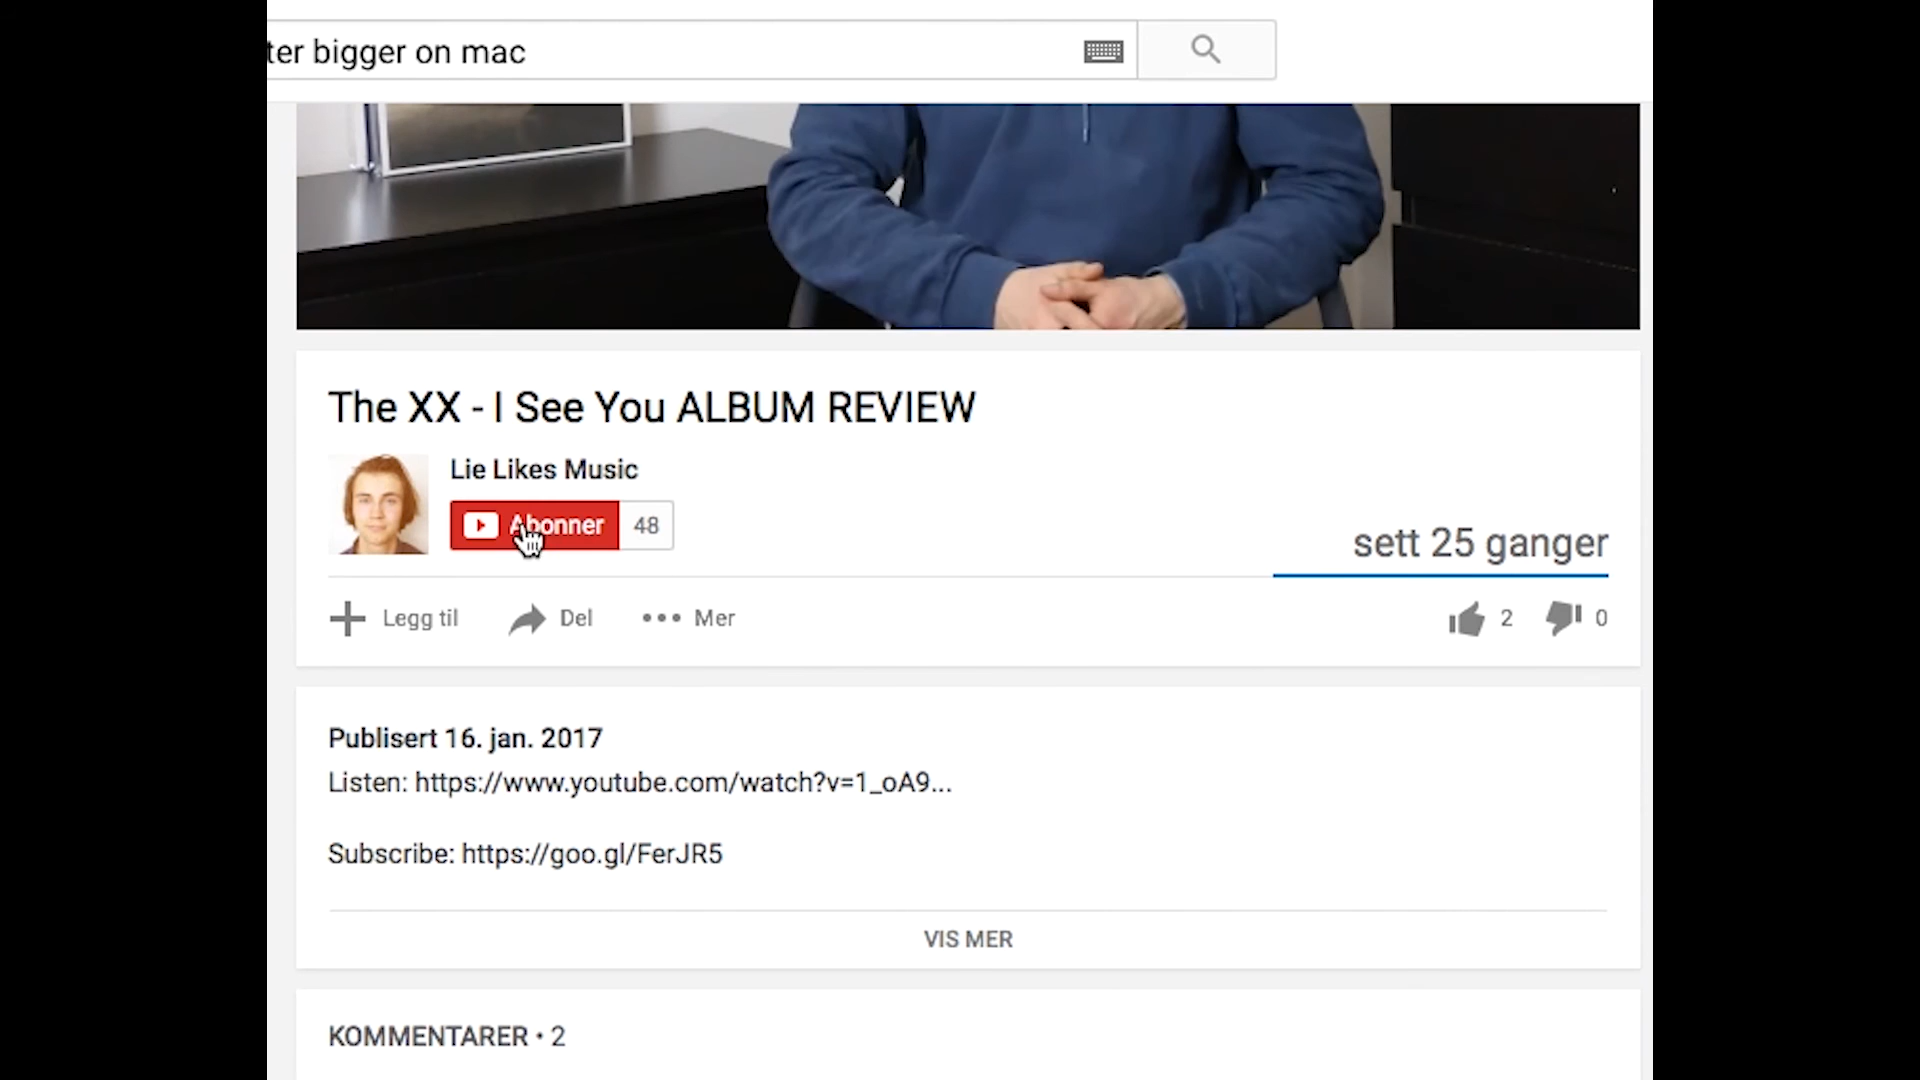 ter bigger on mac
The XX - I See You ALBUM REVIEW
Lie Likes Music
Abonner 48
sett 25 ganger
Legg til Del Mer 2 0
Publisert 16. jan. 2017
Listen: https://www.youtube.com/watch?v=1_oA9...
Subscribe: https://goo.gl/FerJR5
VIS MER
KOMMENTARER • 2